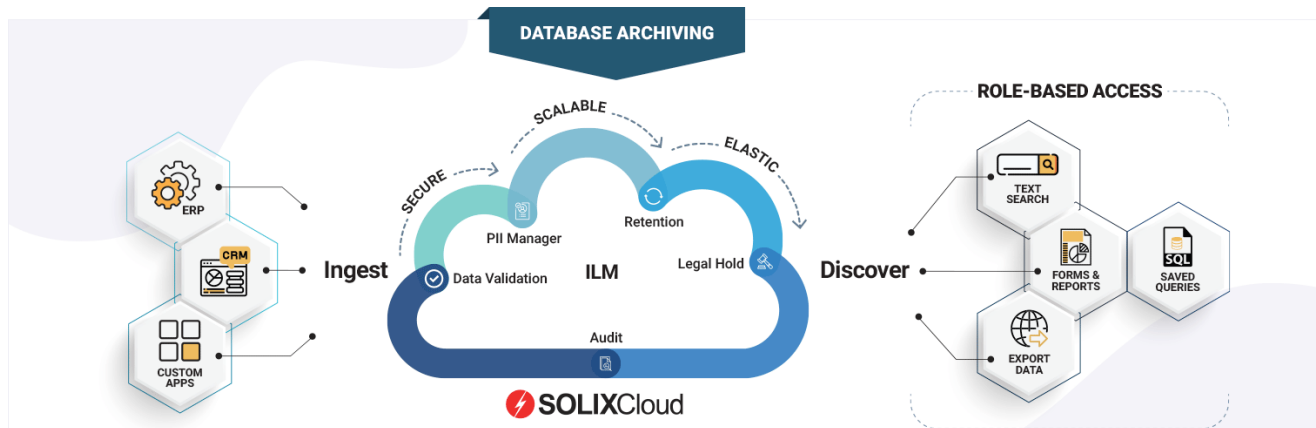 DATABASE ARCHIVING
ERP
CRM
CUSTOM
APPS
Ingest
SECURE
SCALABLE
ELASTIC
PII Manager
Retention
Data Validation
ILM
Legal Hold
Audit
SOLIXCloud
Discover
ROLE-BASED ACCESS
TEXT
SEARCH
FORMS &
REPORTS
SQL
SAVED
QUERIES
EXPORT
DATA